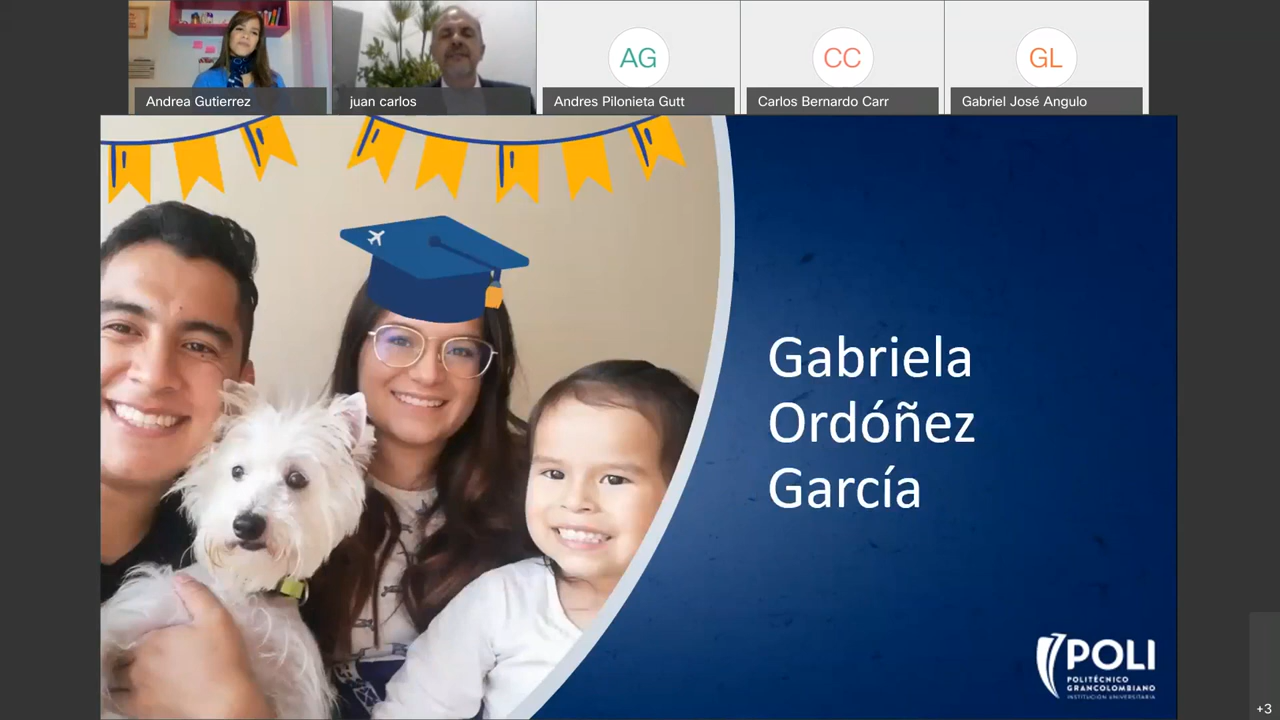 Andrea Gutierrez
juan carlos
AG
Andres Pilonieta Gutt
CC
Carlos Bernardo Carr
GL
Gabriel José Angulo
Gabriela
Ordóñez
García
POLI
POLITÉCNICO
GRANCOLOMBIANO
INSTITUCIÓN UNIVERSITARIA
+3